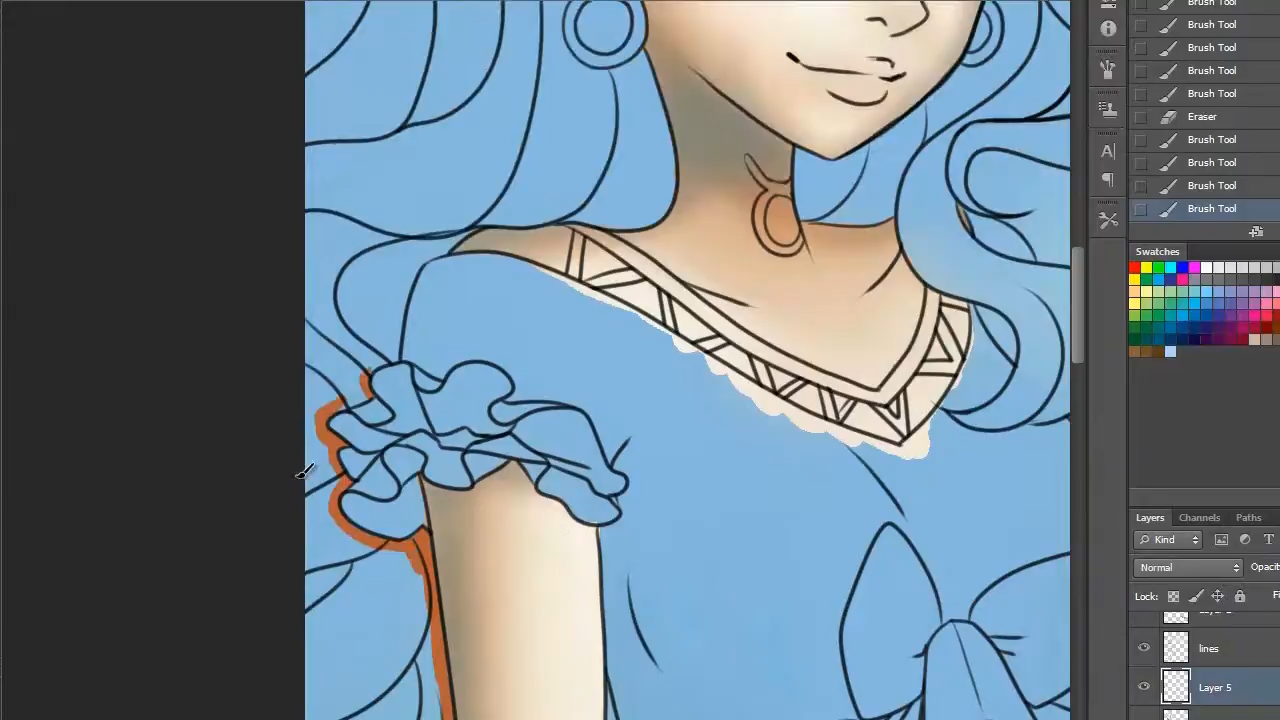 Brush Tool
Brush Tool
Brush Tool
Brush Tool
Brush Tool
Eraser
Brush Tool
Brush Tool
Brush Tool
Brush Tool
Swatches
Layers Channels Paths
Kind
Normal Opacity
Lock:
lines
Layer 5